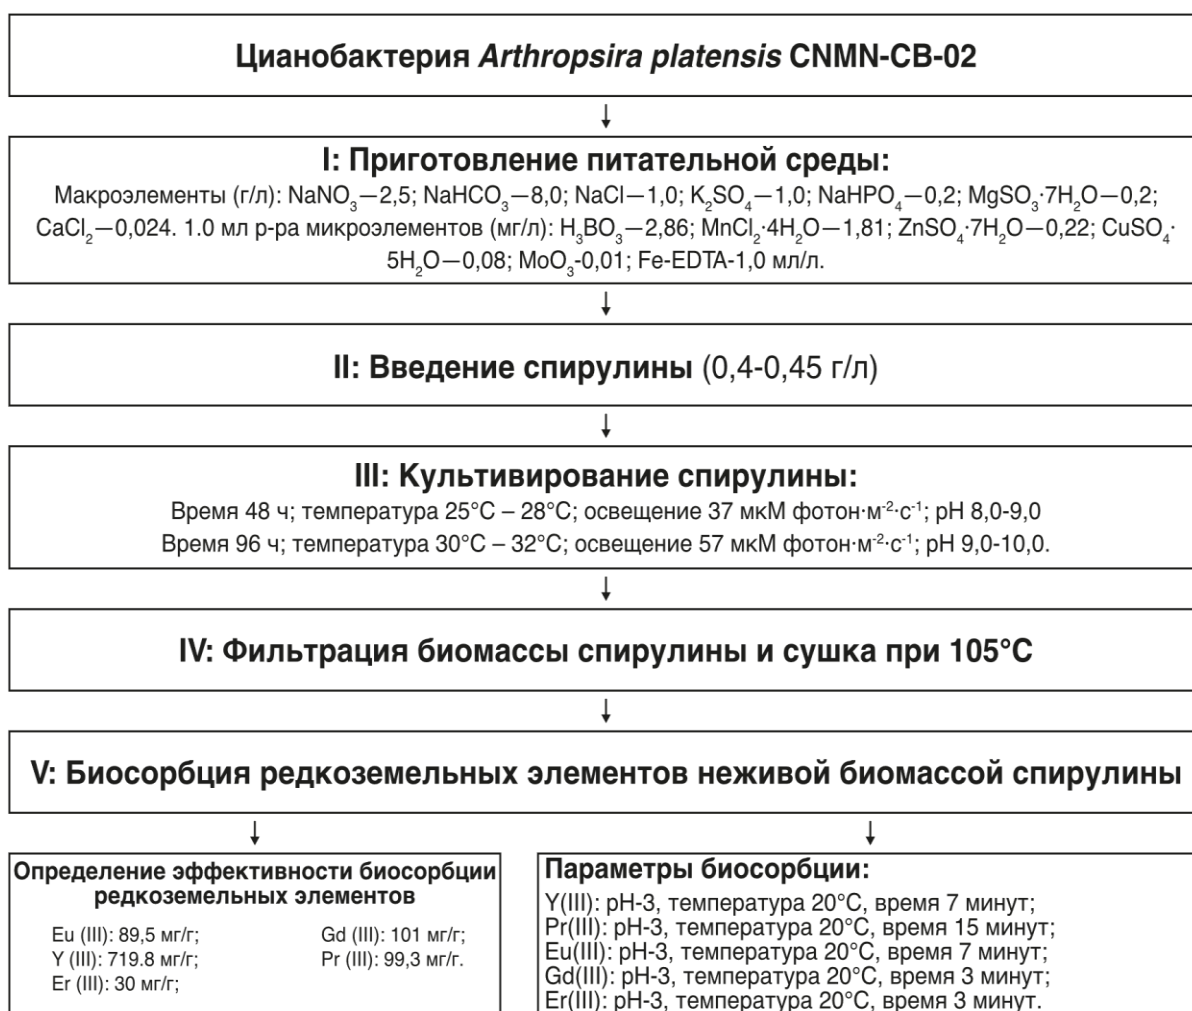 Цианобактерия Arthropsira platensis CNMN-CB-02
I: Приготовление питательной среды:
Макроэлементы (г/л): NaNO₃—2,5; NaHCO₃—8,0; NaCl—1,0; K₂SO₄—1,0; NaHPO₄—0,2; MgSO₃·7H₂O—0,2;
CaCl₂—0,024. 1.0 мл р-ра микроэлементов (мг/л): H₃BO₃—2,86; MnCl₂·4H₂O—1,81; ZnSO₄·7H₂O—0,22; CuSO₄·
5H₂O—0,08; MoO₃-0,01; Fe-EDTA-1,0 мл/л.
II: Введение спирулины (0,4-0,45 г/л)
III: Культивирование спирулины:
Время 48 ч; температура 25°C – 28°C; освещение 37 мкМ фотон·м⁻²·с⁻¹; pH 8,0-9,0
Время 96 ч; температура 30°C – 32°C; освещение 57 мкМ фотон·м⁻²·с⁻¹; pH 9,0-10,0.
IV: Фильтрация биомассы спирулины и сушка при 105°C
V: Биосорбция редкоземельных элементов неживой биомассой спирулины
Определение эффективности биосорбции
редкоземельных элементов
Eu (III): 89,5 мг/г;
Y (III): 719.8 мг/г;
Er (III): 30 мг/г;
Gd (III): 101 мг/г;
Pr (III): 99,3 мг/г.
Параметры биосорбции:
Y(III): pH-3, температура 20°C, время 7 минут;
Pr(III): pH-3, температура 20°C, время 15 минут;
Eu(III): pH-3, температура 20°C, время 7 минут;
Gd(III): pH-3, температура 20°C, время 3 минут;
Er(III): pH-3, температура 20°C, время 3 минут.